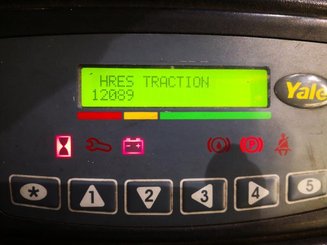 HRES TRACTION
12089
Yale
P
* 1 2 3 4 5